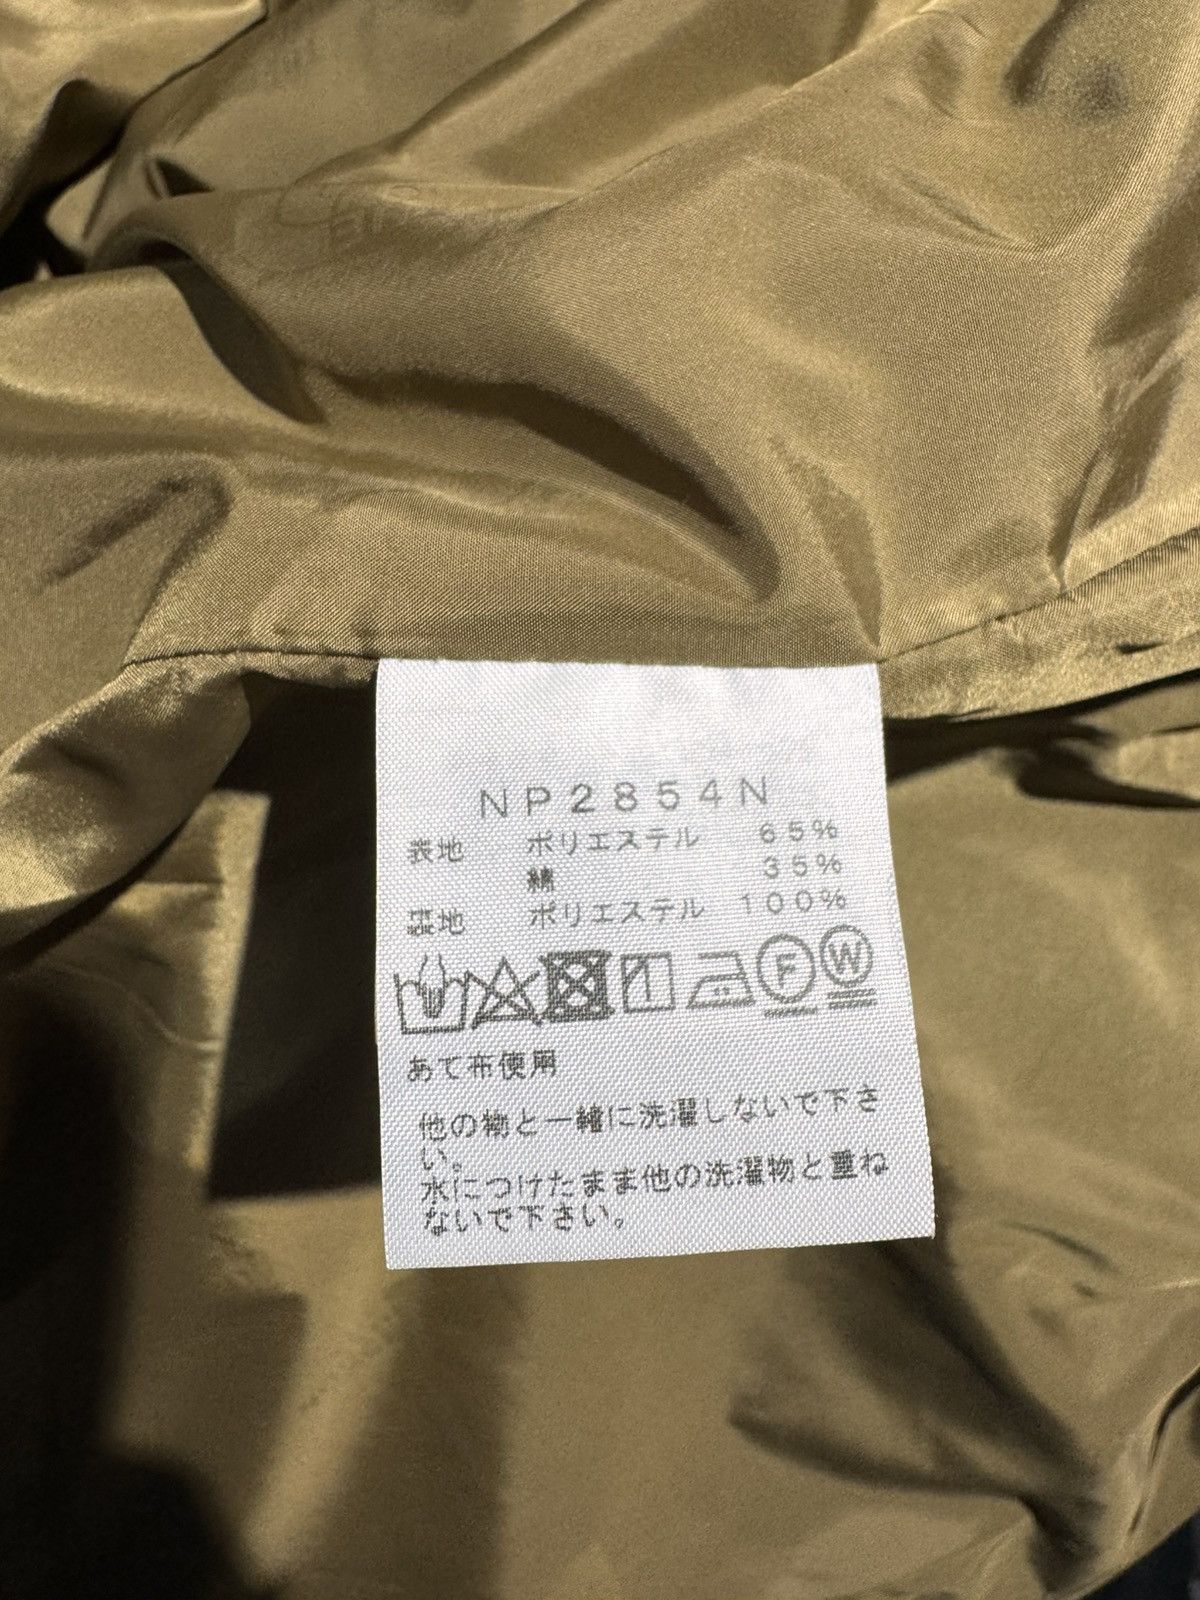 NP2854N
表地 ポリエステル 65%
綿 35%
裏地 ポリエステル 100%
F W
あて布使用
他の物と一緒に洗濯しないで下さ
い。
水につけたまま他の洗濯物と重ね
ないで下さい。